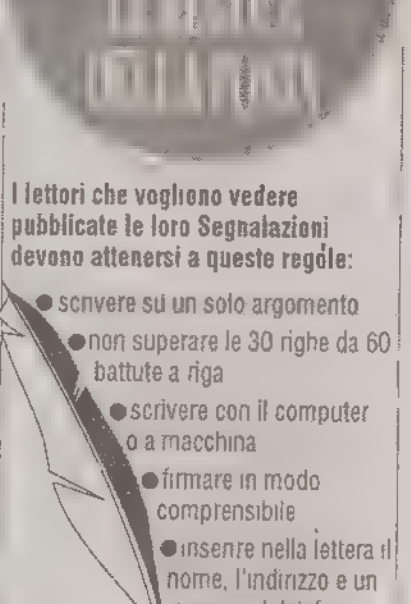 I lettori che vogliono vedere
pubblicate le loro Segnalazioni
devono attenersi a queste regole:
● scrivere su un solo argomento
● non superare le 30 righe da 60
battute a riga
● scrivere con il computer
o a macchina
● firmare in modo
comprensibile
● inserire nella lettera il
nome, l'indirizzo e un